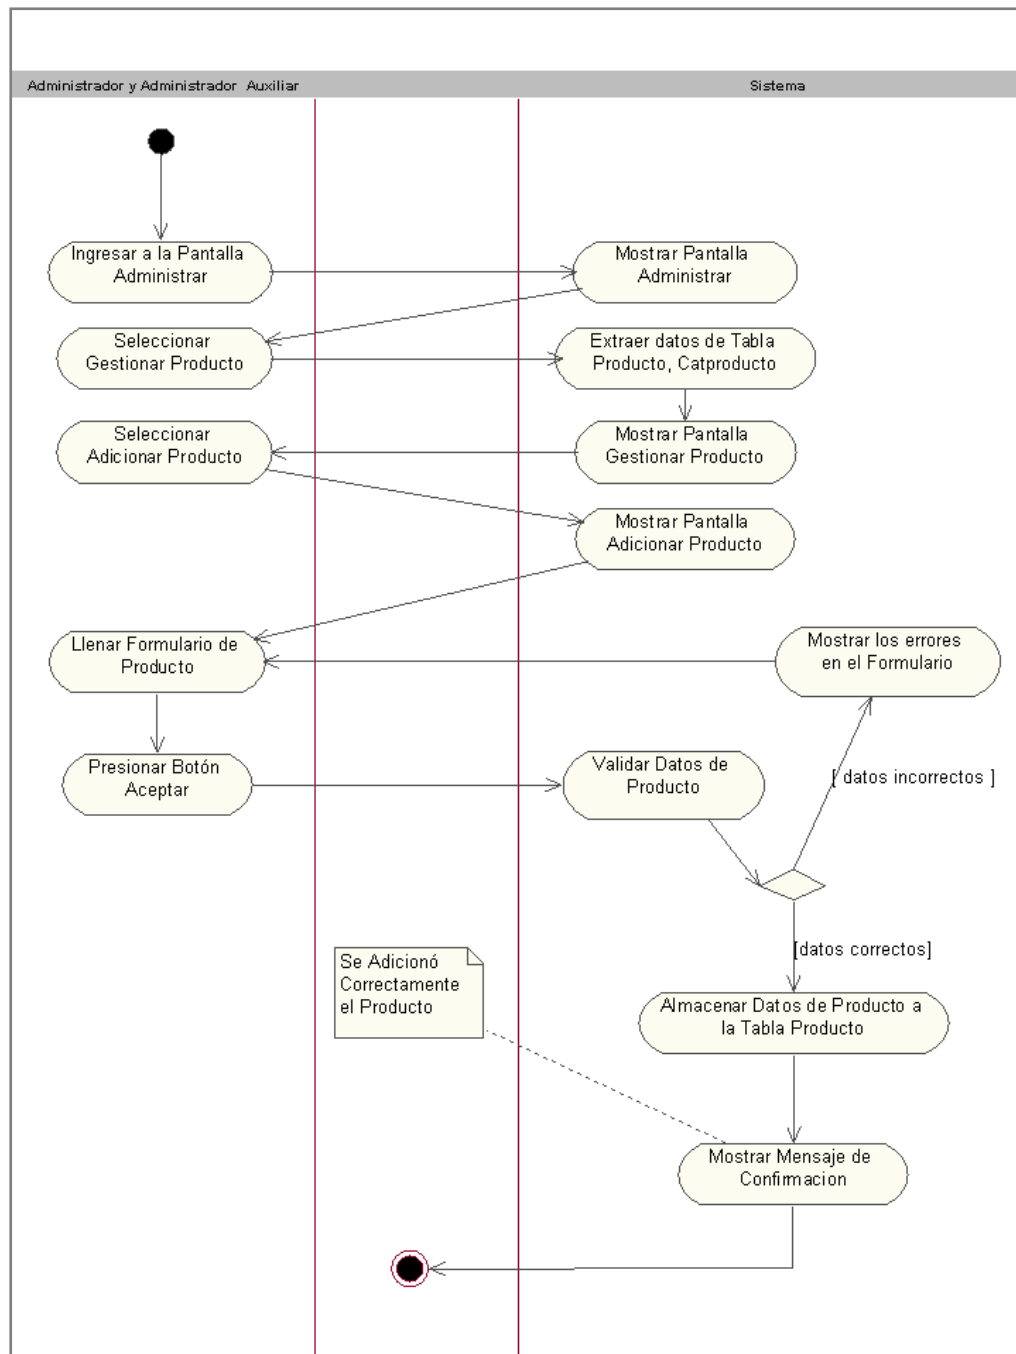 Administrador y Administrador Auxiliar
Sistema
Ingresar a la Pantalla
Administrar
Mostrar Pantalla
Administrar
Seleccionar
Gestionar Producto
Extraer datos de Tabla
Producto, Catproducto
Seleccionar
Adicionar Producto
Mostrar Pantalla
Gestionar Producto
Mostrar Pantalla
Adicionar Producto
Llenar Formulario de
Producto
Mostrar los errores
en el Formulario
Presionar Botón
Aceptar
Validar Datos de
Producto
[ datos incorrectos ]
[datos correctos]
Se Adicionó
Correctamente
el Producto
Almacenar Datos de Producto a
la Tabla Producto
Mostrar Mensaje de
Confirmacion